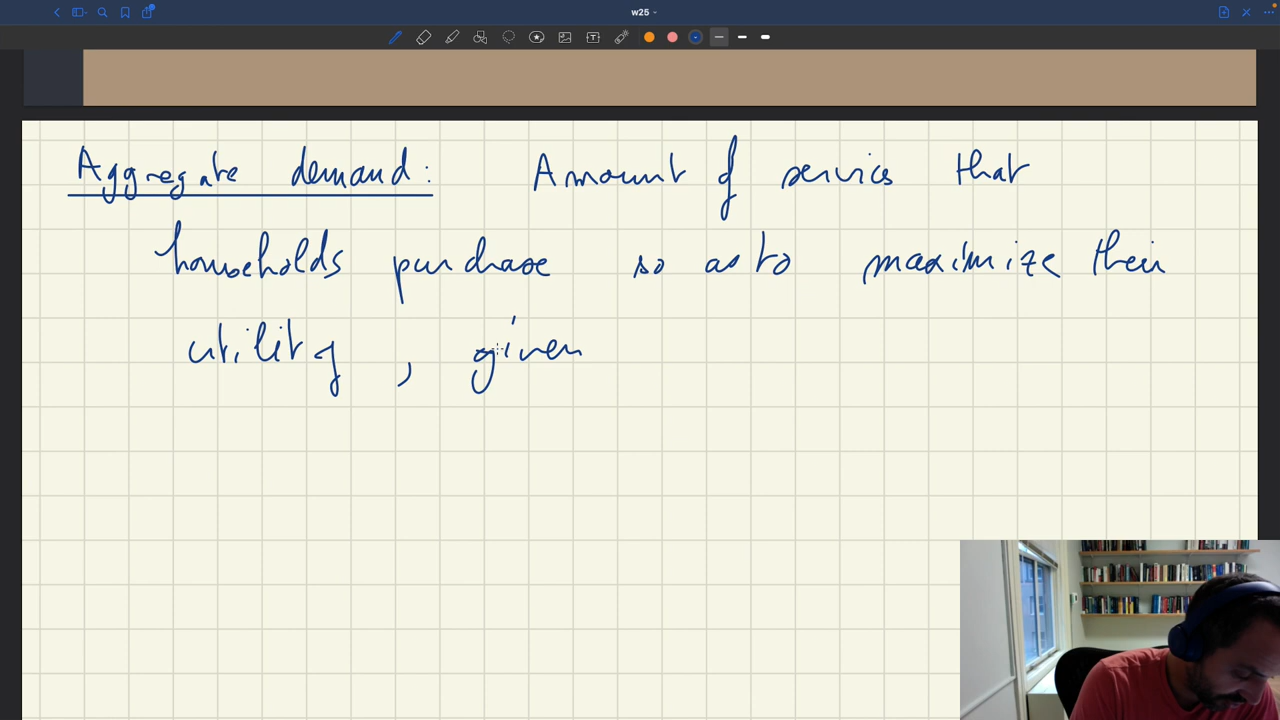 w25
Aggregate demand: Amount of services that
households purchase so as to maximize their
utility, given